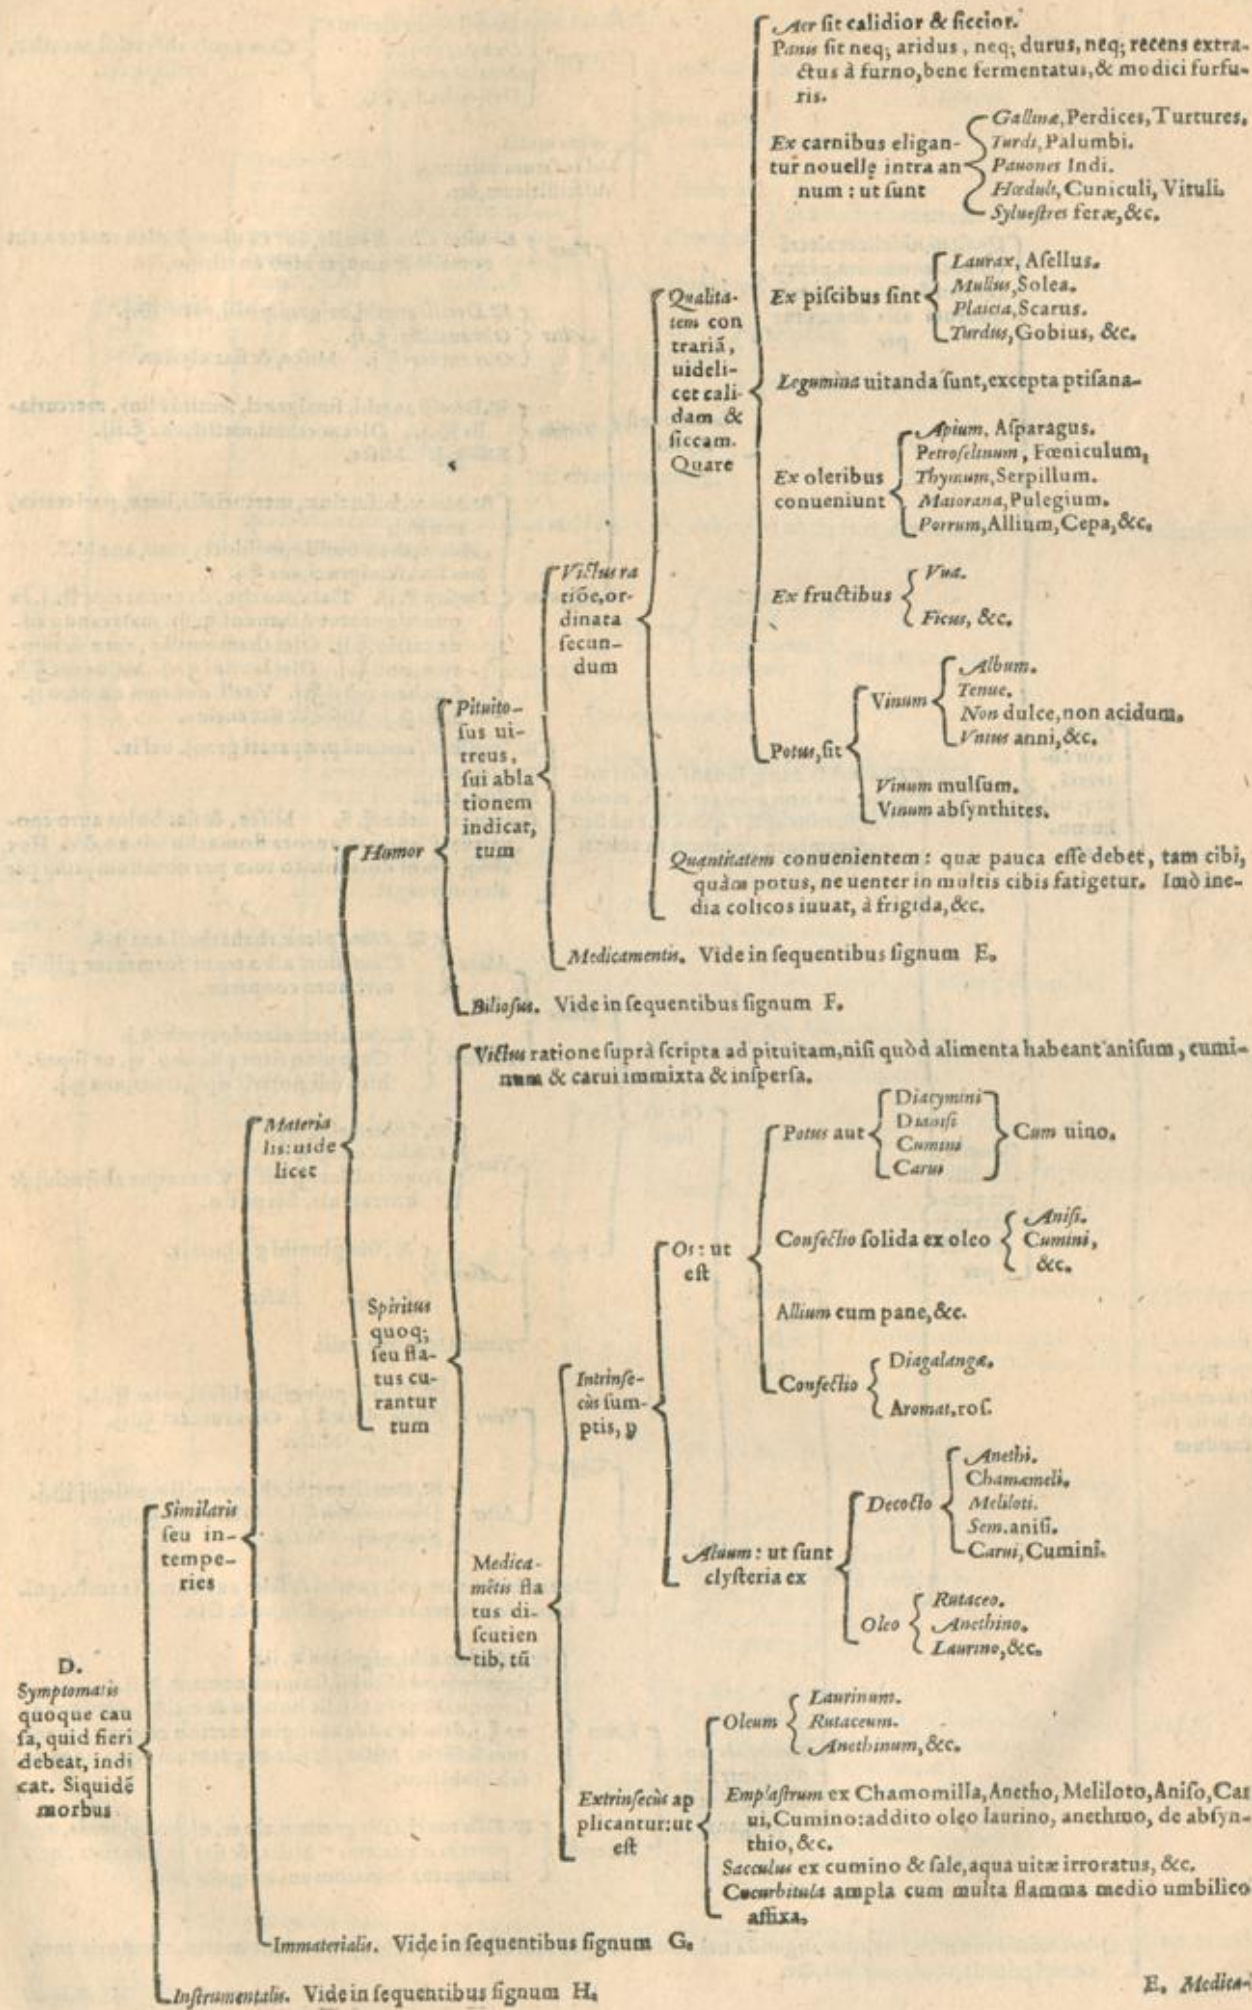 D.
Symptomatis
quoque cau
sa, quid fieri
debeat, indi
cat. Siquidẽ
morbus
Similaris
seu in-
tempe-
ries
Materia
lis: uide
licet
Humor
Pituito-
sus ui-
treus,
sui abla
tionem
indicat,
tum
Victus ra
tiõe, or-
dinata
secun-
dum
Qualita-
tem con
trariã,
uideli-
cet cali-
dam &
siccam.
Quare
Aer sit calidior & siccior.
Panis sit neq; aridus, neq; durus, neq; recens extra-
ctus à furno, bene fermentatus, & modici furfu-
ris.
Ex carnibus eligan-
tur nouellę intra an
num: ut sunt
Gallinæ, Perdices, Turtures.
Turdi, Palumbi.
Pauones Indi.
Hœduli, Cuniculi, Vituli.
Syluestres feræ, &c.
Ex piscibus sint
Laurax, Asellus.
Mullus, Solea.
Plaicia, Scarus.
Turdus, Gobius, &c.
Legumina uitanda sunt, excepta ptisana.
Ex oleribus
conueniunt
Apium, Asparagus.
Petroselinum, Fœniculum,
Thymum, Serpillum.
Maiorana, Pulegium.
Porrum, Allium, Cepa, &c.
Ex fructibus
Vua.
Ficus, &c.
Potus, sit
Vinum
Album.
Tenue.
Non dulce, non acidum.
Vnius anni, &c.
Vinum mulsum.
Vinum absynthites.
Quantitatem conuenientem: quæ pauca esse debet, tam cibi,
quàm potus, ne uenter in multis cibis fatigetur. Imò ine-
dia colicos iuuat, à frigida, &c.
Medicamentis. Vide in sequentibus signum E.
Biliosus. Vide in sequentibus signum F.
Spiritus
quoq;
seu fla-
tus cu-
rantur
tum
Victus ratione suprà scripta ad pituitam, nisi quòd alimenta habeant anisum, cumi-
num & carui immixta & inspersa.
Medica-
mẽtis fla
tus di-
scutien
tib, tũ
Intrinse-
cùs sum-
ptis, p
Os: ut
est
Potus aut
Diacymini
Dianisi
Cumini
Carui
Cum uino.
Confectio solida ex oleo
Anisi.
Cumini,
&c.
Allium cum pane, &c.
Confectio
Diagalangæ.
Aromat, ros.
Aluum: ut sunt
clysteria ex
Decocto
Anethi.
Chamæmeli.
Meliloti.
Sem. anisi.
Carui, Cumini.
Oleo
Rutaceo.
Anethino.
Laurino, &c.
Extrinsecùs ap
plicantur: ut
est
Oleum
Laurinum.
Rutaceum.
Anethinum, &c.
Emplastrum ex Chamomilla, Anetho, Meliloto, Aniso, Car
ui, Cumino: addito oleo laurino, anethino, de absyn-
thio, &c.
Sacculus ex cumino & sale, aqua uitæ irroratus, &c.
Cucurbitula ampla cum multa flamma medio umbilico
affixa.
Immaterialis. Vide in sequentibus signum G.
Instrumentalis. Vide in sequentibus signum H.
E. Medica-